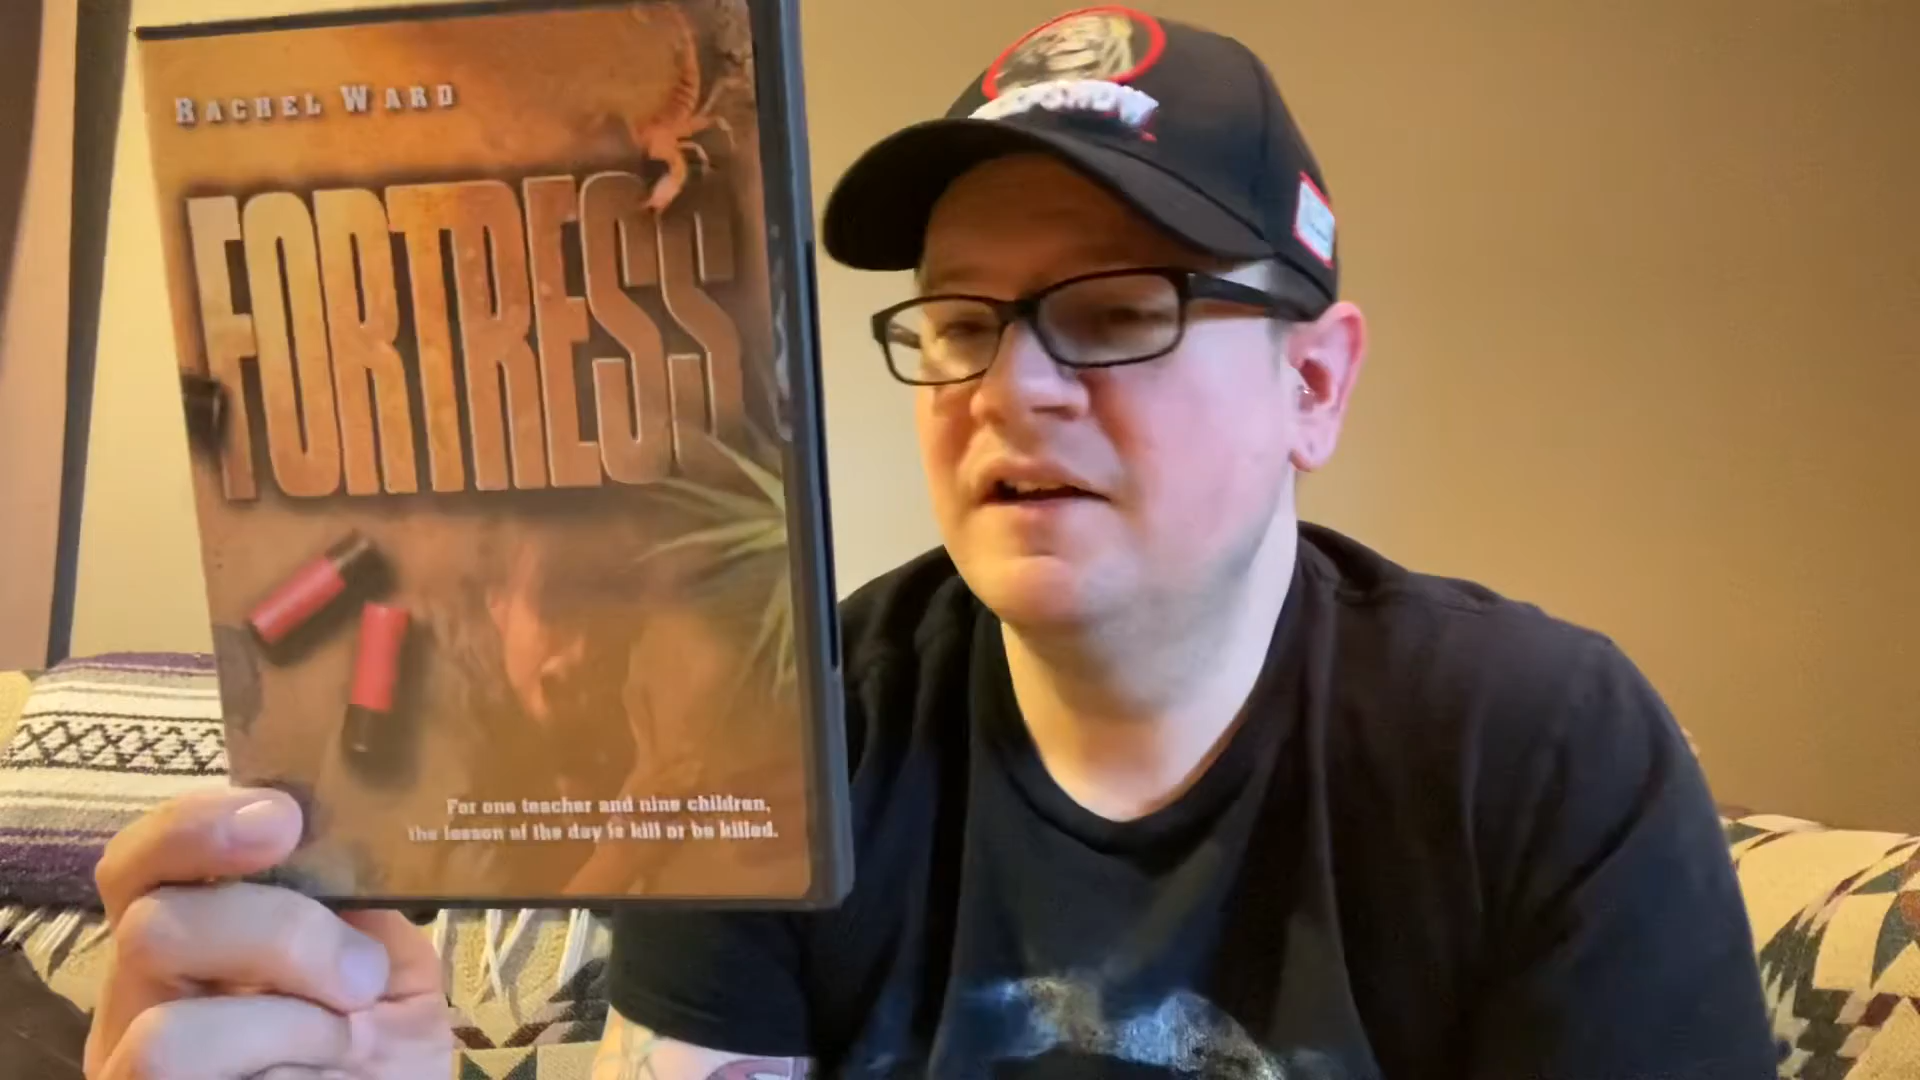 RACHEL WARD
FORTRESS
For one teacher and nine children,
the lesson of the day is kill or be killed.